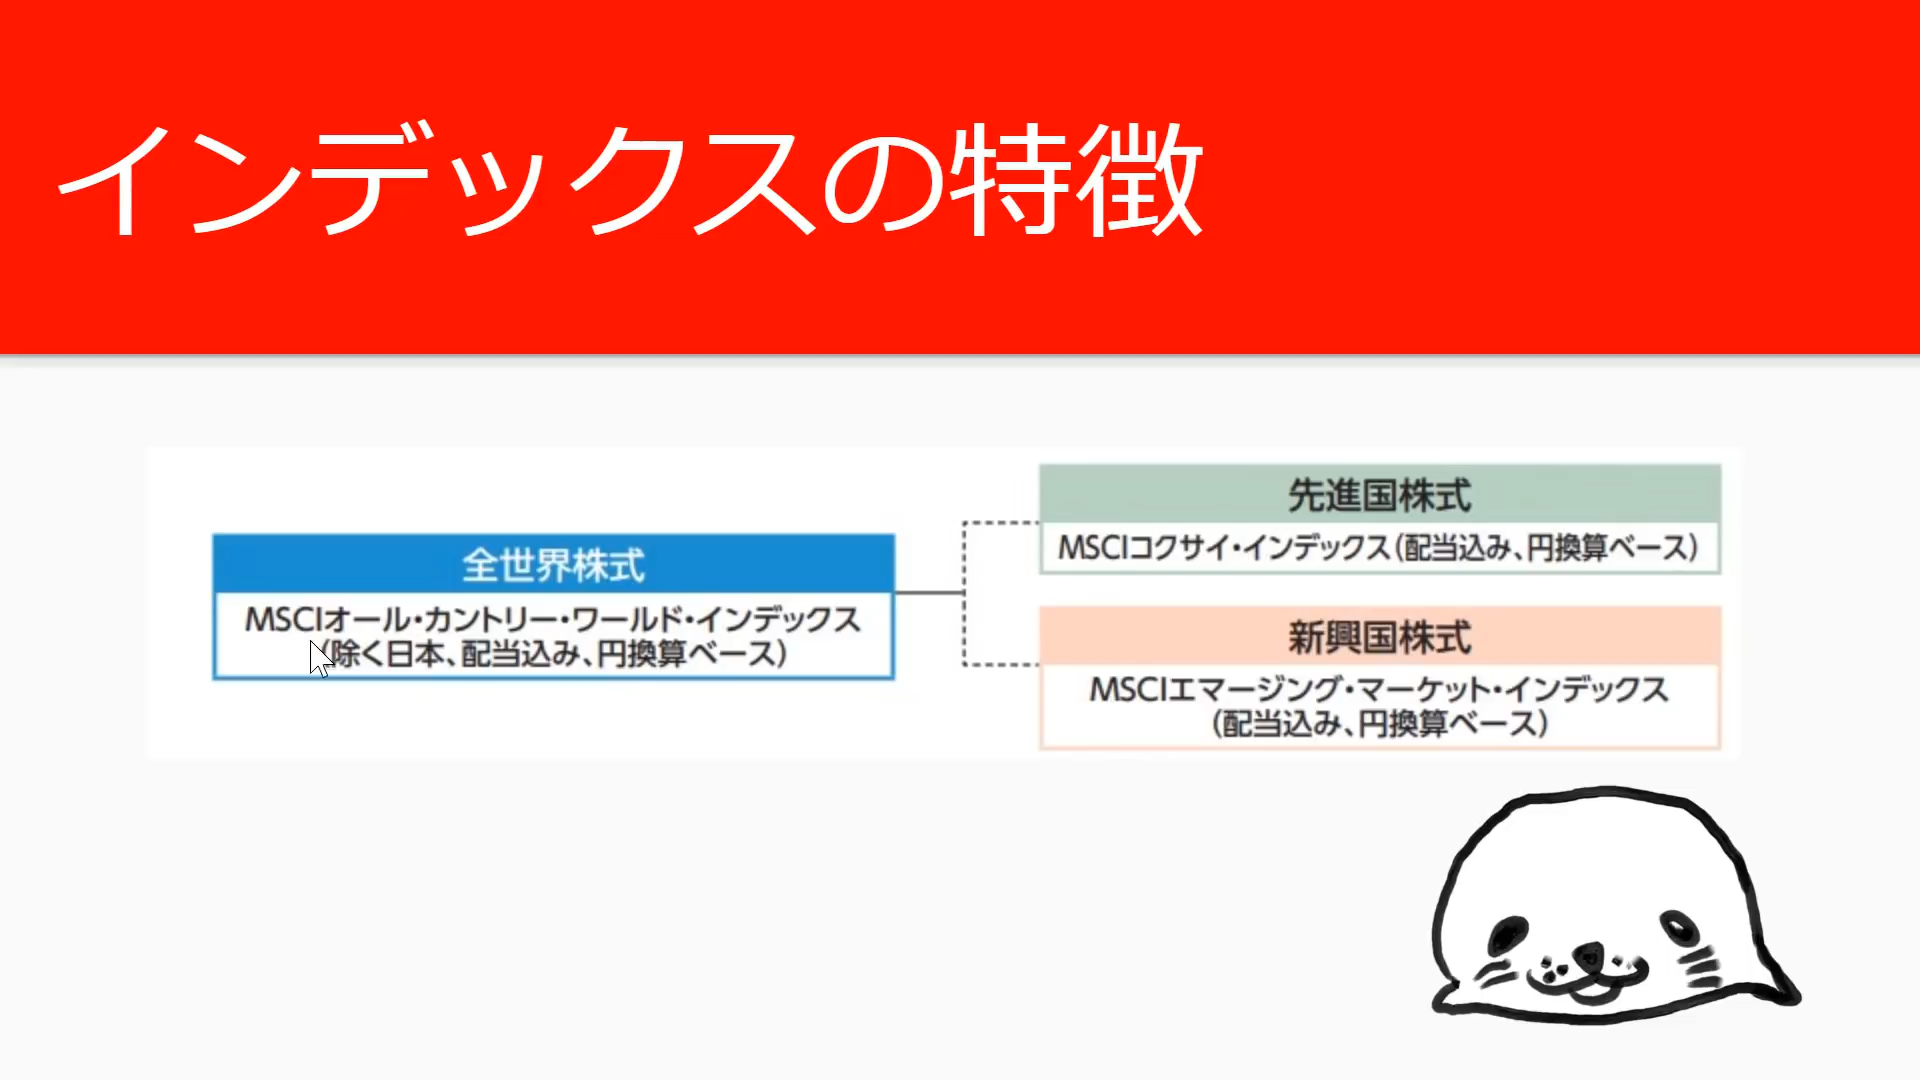 インデックスの特徴
全世界株式
MSCIオール・カントリー・ワールド・インデックス
(除く日本、配当込み、円換算ベース)
先進国株式
MSCIコクサイ・インデックス(配当込み、円換算ベース)
新興国株式
MSCIエマージング・マーケット・インデックス
(配当込み、円換算ベース)